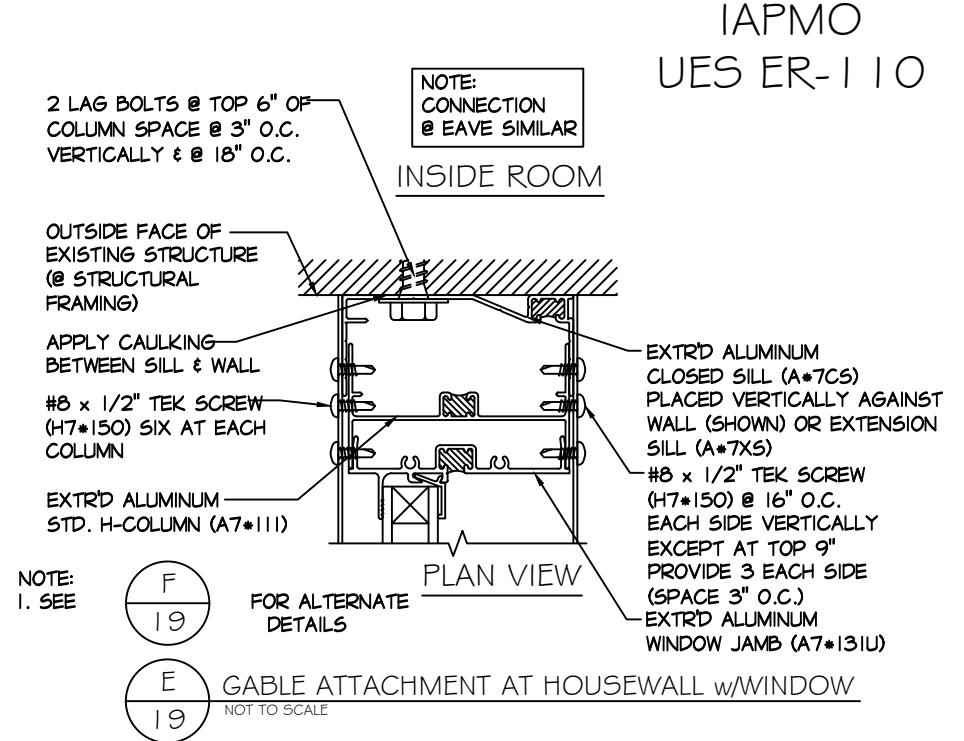 IAPMO
UES ER-110
NOTE:
CONNECTION
@ EAVE SIMILAR
2 LAG BOLTS @ TOP 6" OF
COLUMN SPACE @ 3" O.C.
VERTICALLY & @ 18" O.C.
INSIDE ROOM
OUTSIDE FACE OF
EXISTING STRUCTURE
(@ STRUCTURAL
FRAMING)
APPLY CAULKING
BETWEEN SILL & WALL
#8 x 1/2" TEK SCREW
(H7*150) SIX AT EACH
COLUMN
EXTR'D ALUMINUM
STD. H-COLUMN (A7*111)
EXTR'D ALUMINUM
CLOSED SILL (A*7CS)
PLACED VERTICALLY AGAINST
WALL (SHOWN) OR EXTENSION
SILL (A*7XS)
#8 x 1/2" TEK SCREW
(H7*150) @ 16" O.C.
EACH SIDE VERTICALLY
EXCEPT AT TOP 9"
PROVIDE 3 EACH SIDE
(SPACE 3" O.C.)
EXTR'D ALUMINUM
WINDOW JAMB (A7*131U)
PLAN VIEW
NOTE:
1. SEE
F
19
FOR ALTERNATE
DETAILS
E
19
GABLE ATTACHMENT AT HOUSEWALL w/WINDOW
NOT TO SCALE